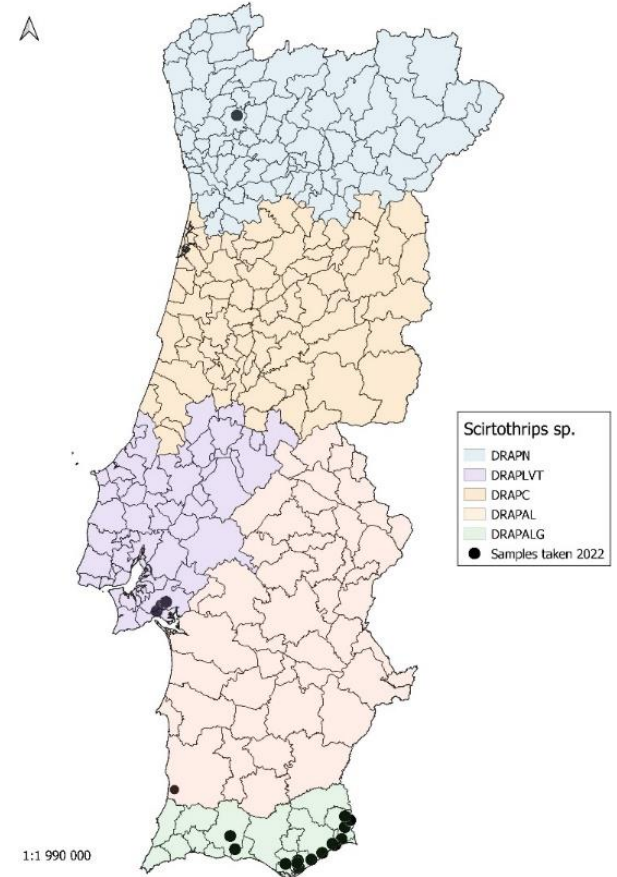 Scirtothrips sp.
DRAPN
DRAPLVT
DRAPC
DRAPAL
DRAPALG
Samples taken 2022
1:1 990 000